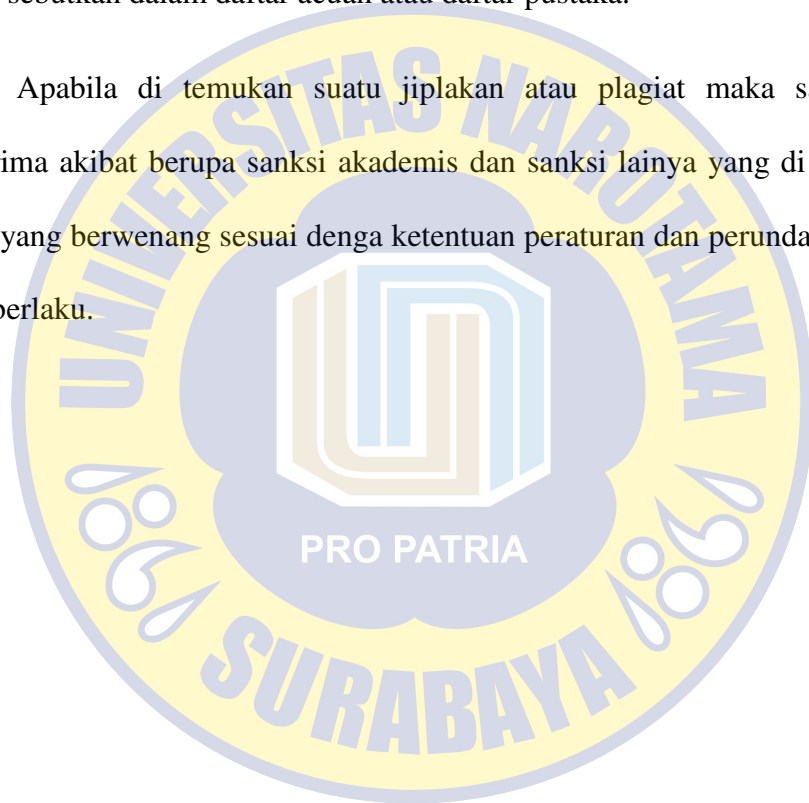 sebutkan dalam daftar acuan atau daftar pustaka.
Apabila di temukan suatu jiplakan atau plagiat maka s
rima akibat berupa sanksi akademis dan sanksi lainya yang di
yang berwenang sesuai denga ketentuan peraturan dan perunda
berlaku.
UNIVERSITAS NAROTAMA
PRO PATRIA
SURABAYA